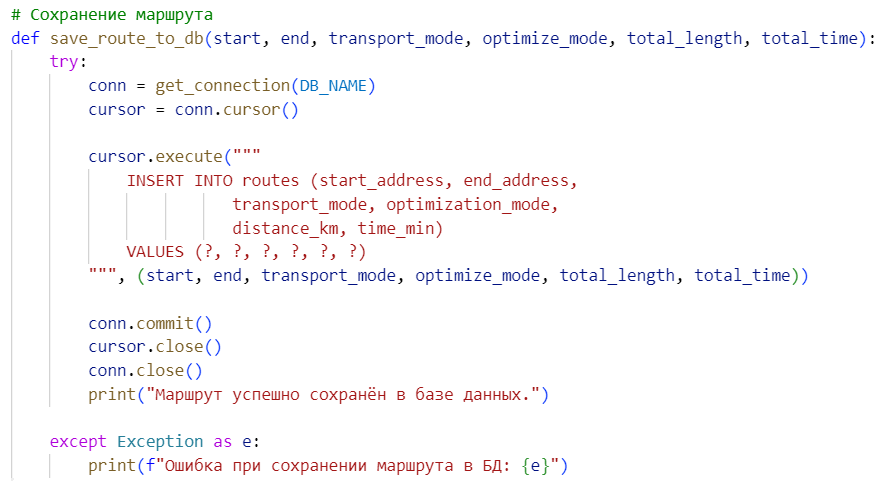 # Сохранение маршрута
def save_route_to_db(start, end, transport_mode, optimize_mode, total_length, total_time):
    try:
        conn = get_connection(DB_NAME)
        cursor = conn.cursor()

        cursor.execute("""
            INSERT INTO routes (start_address, end_address,
                       transport_mode, optimization_mode,
                       distance_km, time_min)
            VALUES (?, ?, ?, ?, ?, ?)
        """, (start, end, transport_mode, optimize_mode, total_length, total_time))

        conn.commit()
        cursor.close()
        conn.close()
        print("Маршрут успешно сохранён в базе данных.")

    except Exception as e:
        print(f"Ошибка при сохранении маршрута в БД: {e}")